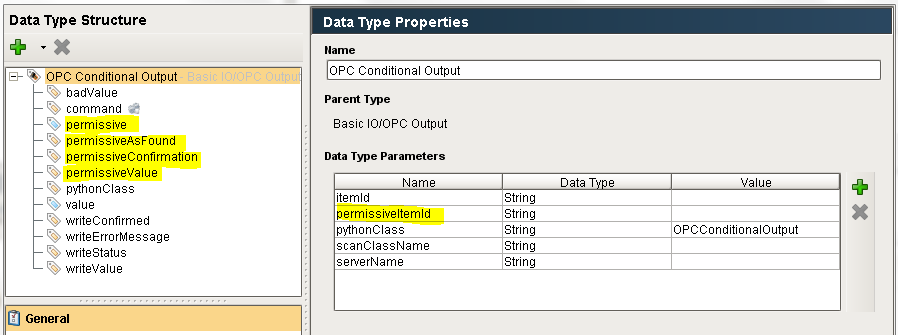 Data Type Structure
OPC Conditional Output - Basic IO/OPC Output
badValue
command
permissive
permissiveAsFound
permissiveConfirmation
permissiveValue
pythonClass
value
writeConfirmed
writeErrorMessage
writeStatus
writeValue
General
Data Type Properties
Name
OPC Conditional Output
Parent Type
Basic IO/OPC Output
Data Type Parameters
Name Data Type Value
itemId String
permissiveItemId String
pythonClass String OPCConditionalOutput
scanClassName String
serverName String